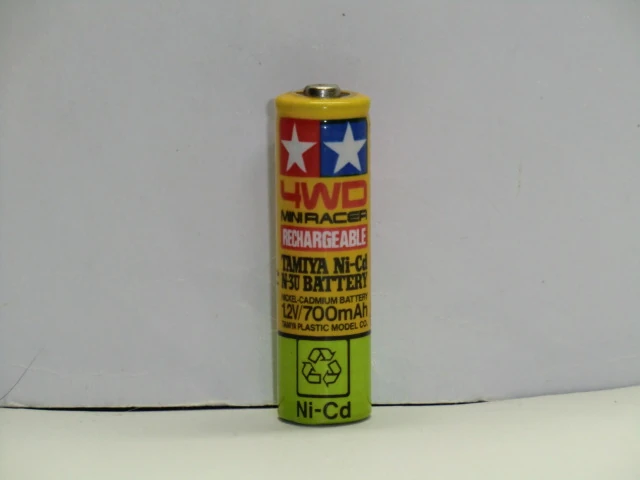 4WD
MINI RACER
RECHARGEABLE
TAMIYA Ni-Cd
N-3U BATTERY
NICKEL-CADMIUM BATTERY
1.2V/700mAh
TAMIYA PLASTIC MODEL CO.
Ni-Cd